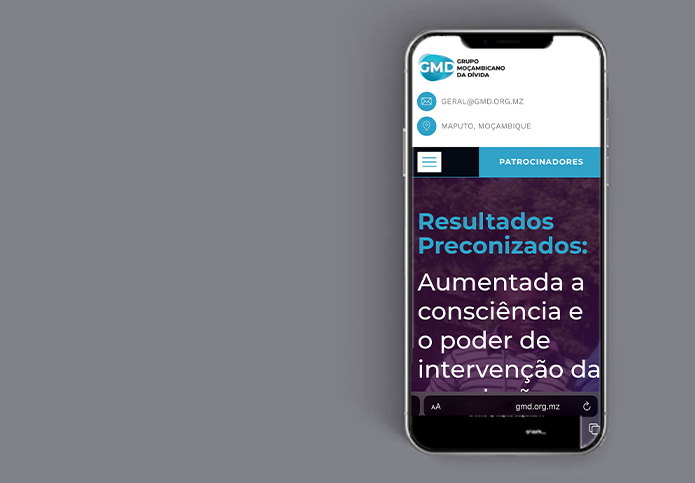 GMD
GRUPO
MOÇAMBICANO
DA DÍVIDA
GERAL@GMD.ORG.MZ
MAPUTO, MOÇAMBIQUE
PATROCINADORES
Resultados
Preconizados:
Aumentada a
consciência e
o poder de
intervenção da
AA
gmd.org.mz